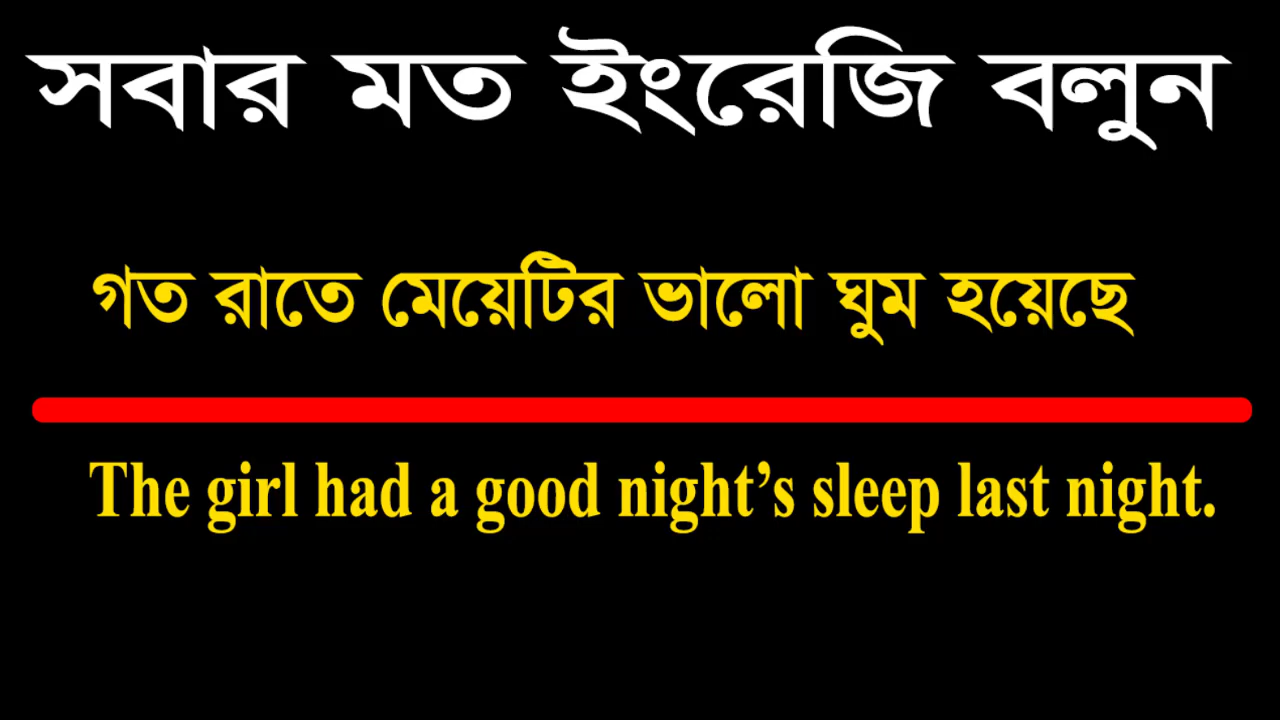 সবার মত ইংরেজি বলুন
গত রাতে মেয়েটির ভালো ঘুম হয়েছে
The girl had a good night’s sleep last night.